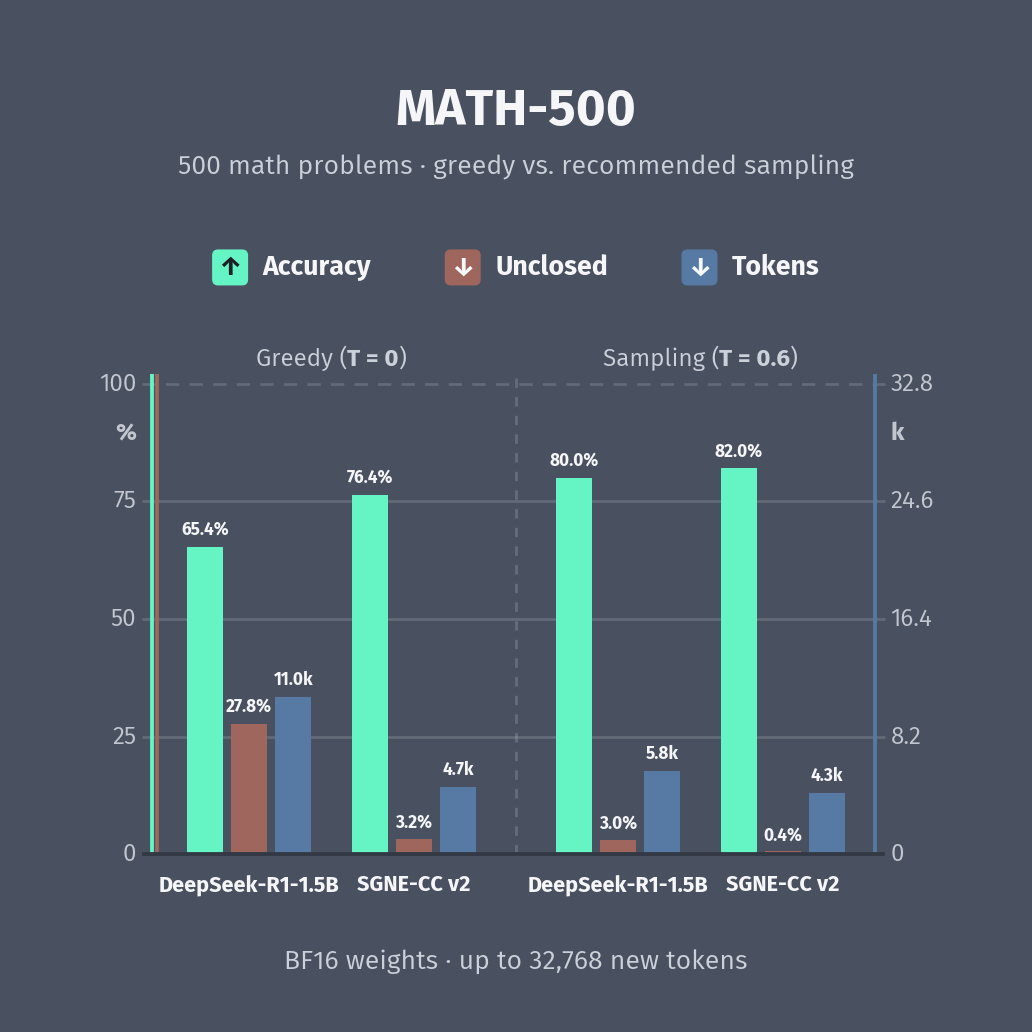 MATH-500
500 math problems · greedy vs. recommended sampling
↑ Accuracy ↓ Unclosed ↓ Tokens
Greedy (T = 0) Sampling (T = 0.6)
100 32.8
% k
82.0%
80.0%
76.4%
75 24.6
65.4%
50 16.4
27.8% 11.0k
25 8.2
5.8k
4.7k 4.3k
3.2% 3.0% 0.4%
0 0
DeepSeek-R1-1.5B SGNE-CC v2 DeepSeek-R1-1.5B SGNE-CC v2
BF16 weights · up to 32,768 new tokens